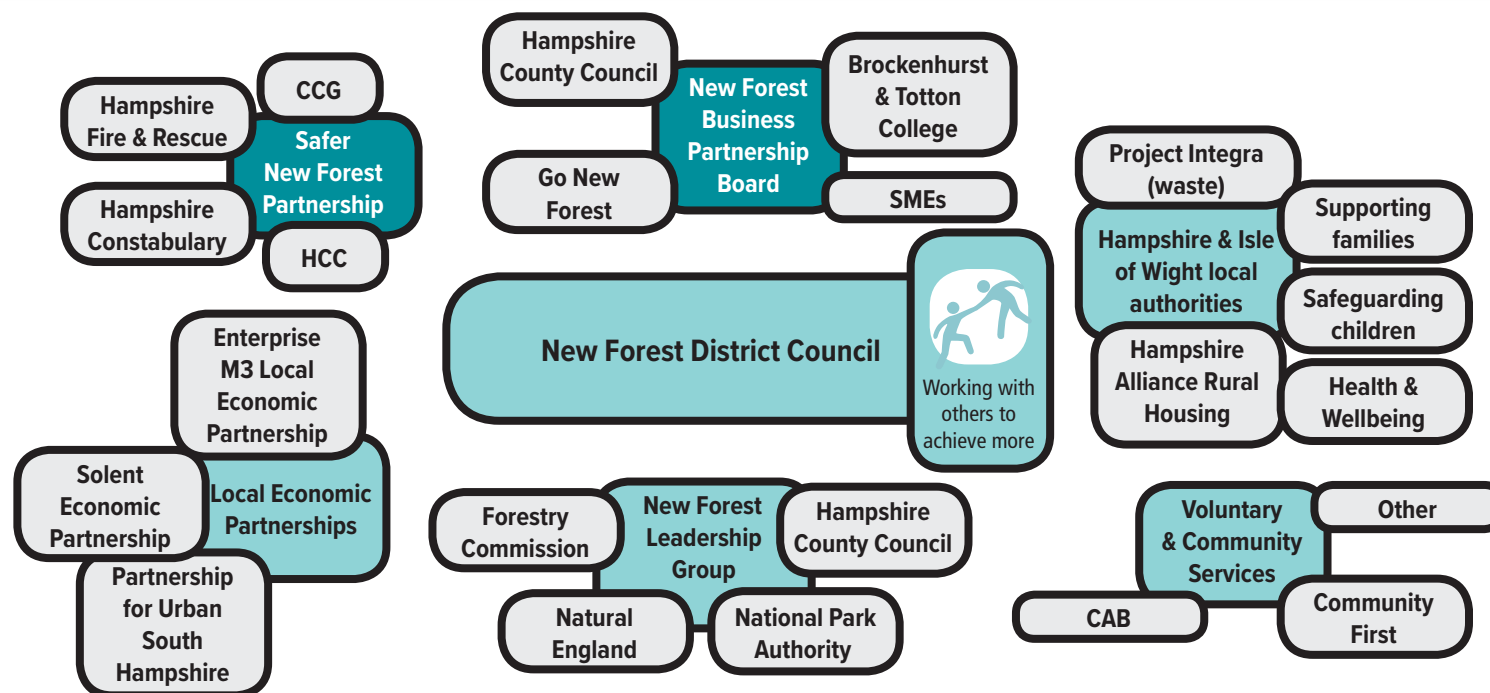 Hampshire
Fire & Rescue
CCG
Safer
New Forest
Partnership
Hampshire
Constabulary
HCC
Hampshire
County Council
New Forest
Business
Partnership
Board
Brockenhurst
& Totton
College
Go New
Forest
SMEs
Project Integra
(waste)
Hampshire & Isle
of Wight local
authorities
Supporting
families
Safeguarding
children
Hampshire
Alliance Rural
Housing
Health &
Wellbeing
New Forest District Council
Working with
others to
achieve more
Enterprise
M3 Local
Economic
Partnership
Solent
Economic
Partnership
Local Economic
Partnerships
Partnership
for Urban
South
Hampshire
Forestry
Commission
New Forest
Leadership
Group
Hampshire
County Council
Natural
England
National Park
Authority
Voluntary
& Community
Services
Other
CAB
Community
First